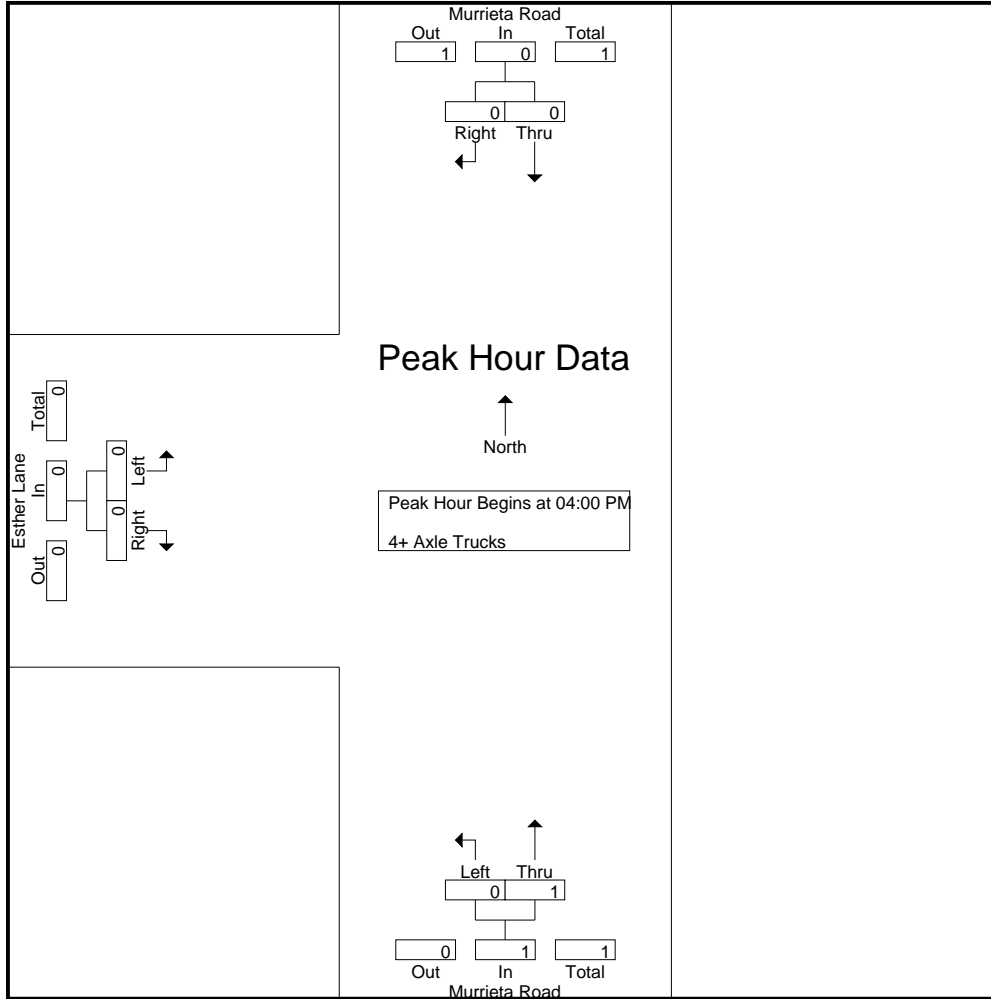 Murrieta Road
Out In Total
1 0 1
0 0
Right Thru
Peak Hour Data
North
Peak Hour Begins at 04:00 PM
4+ Axle Trucks
Esther Lane
Out In Total
0 0 0
0 0
Right Left
Left Thru
0 1
0 1 1
Out In Total
Murrieta Road